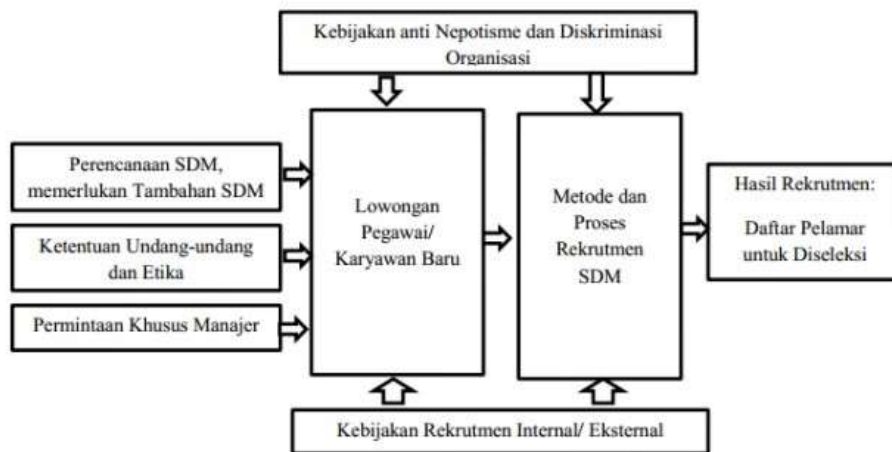 Kebijakan anti Nepotisme dan Diskriminasi
Organisasi
Perencanaan SDM,
memerlukan Tambahan SDM
Ketentuan Undang-undang
dan Etika
Permintaan Khusus Manajer
Lowongan
Pegawai/
Karyawan Baru
Metode dan
Proses
Rekrutmen
SDM
Hasil Rekrutmen:
Daftar Pelamar
untuk Diseleksi
Kebijakan Rekrutmen Internal/ Eksternal